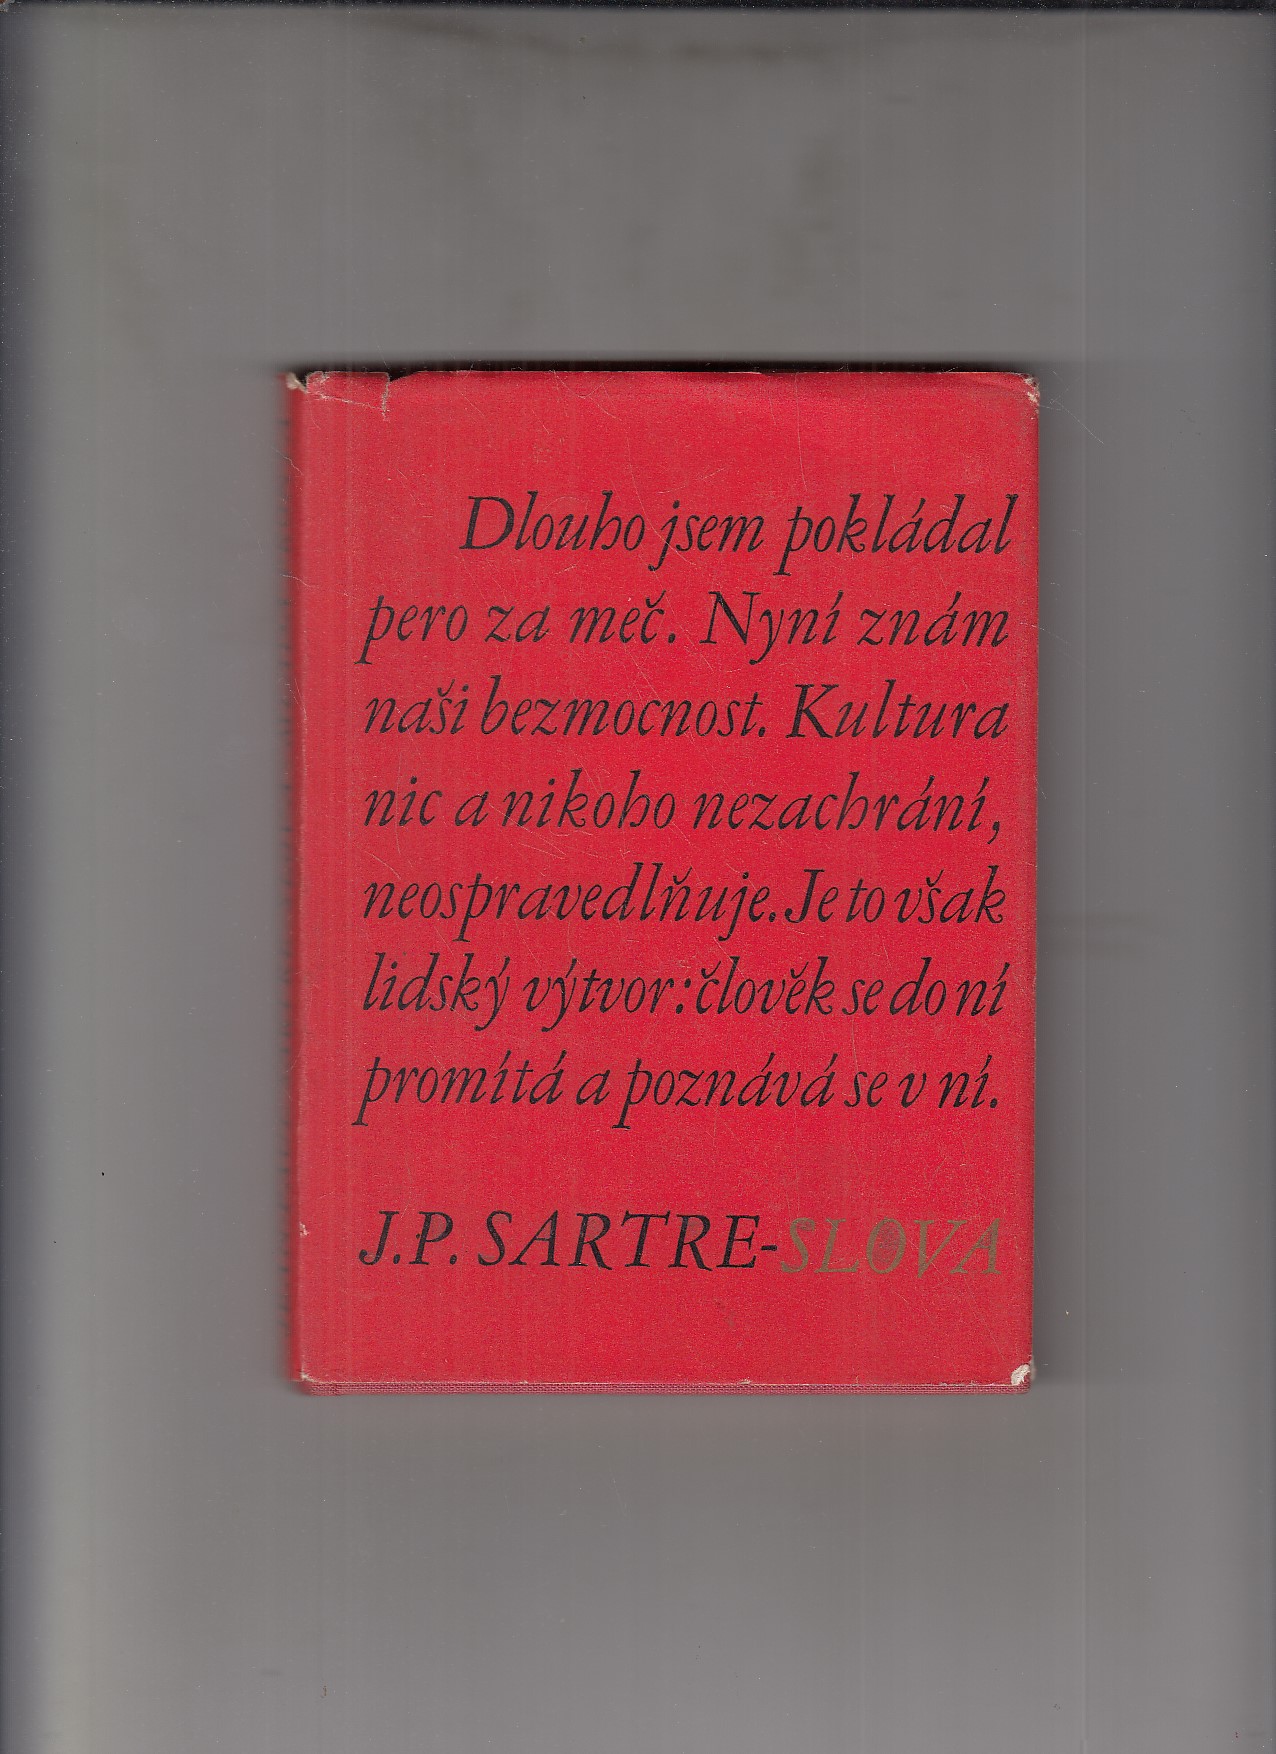 Dlouho jsem pokládal
pero za meč. Nyní znám
naši bezmocnost. Kultura
nic a nikoho nezachrání,
neospravedlňuje. Je to však
lidský výtvor: člověk se do ní
promítá a poznává se v ní.
J. P. SARTRE-SLOVA